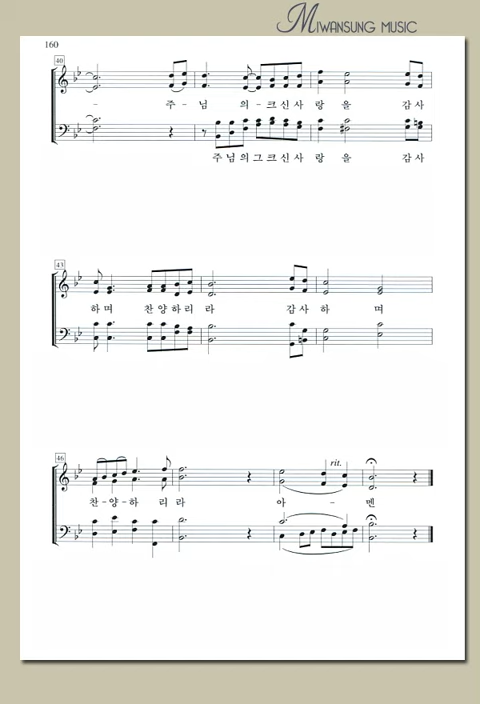 MIWANSUNG MUSIC
160
40
- 주-님 의-크신사 랑 을 감사
주님의그크신사 랑 을 감사
43
하며 찬양하리라 감사하 며
46
rit.
찬-양-하 리라 아 - 멘